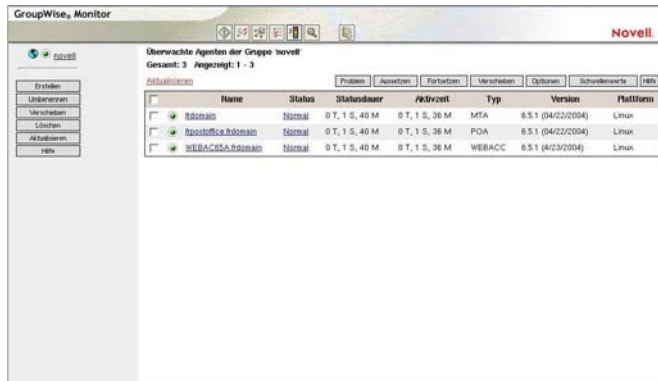 GroupWise® Monitor
Novell.
novell
Erstellen
Umbenennen
Verschieben
Löschen
Aktualisieren
Hilfe
Überwachte Agenten der Gruppe 'novell'
Gesamt: 3 Angezeigt: 1 - 3
Aktualisieren
Problem Aussetzen Fortsetzen Verschieben Optionen Schwellenwerte Hilfe
Name Status Statusdauer Aktivzeit Typ Version Plattform
frdomain Normal 0 T, 1 S, 40 M 0 T, 1 S, 36 M MTA 6.5.1 (04/22/2004) Linux
frpostoffice.frdomain Normal 0 T, 1 S, 40 M 0 T, 1 S, 36 M POA 6.5.1 (04/22/2004) Linux
WEBAC65A.frdomain Normal 0 T, 1 S, 40 M 0 T, 1 S, 36 M WEBACC 6.5.1 (4/23/2004) Linux